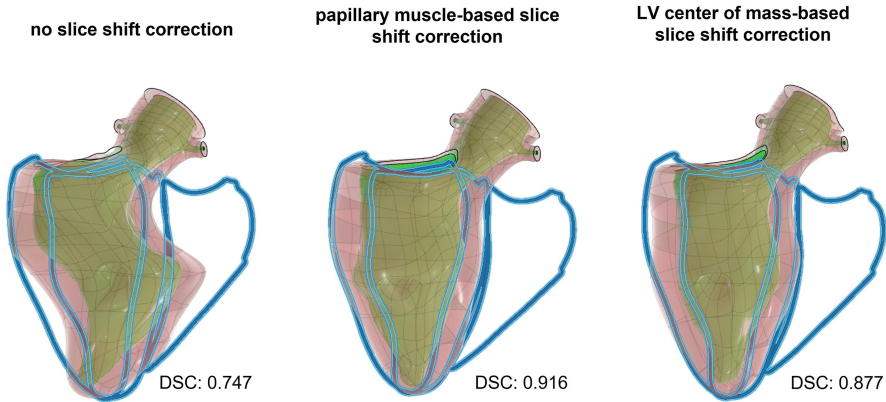 no slice shift correction
papillary muscle-based slice
shift correction
LV center of mass-based
slice shift correction
DSC: 0.747
DSC: 0.916
DSC: 0.877